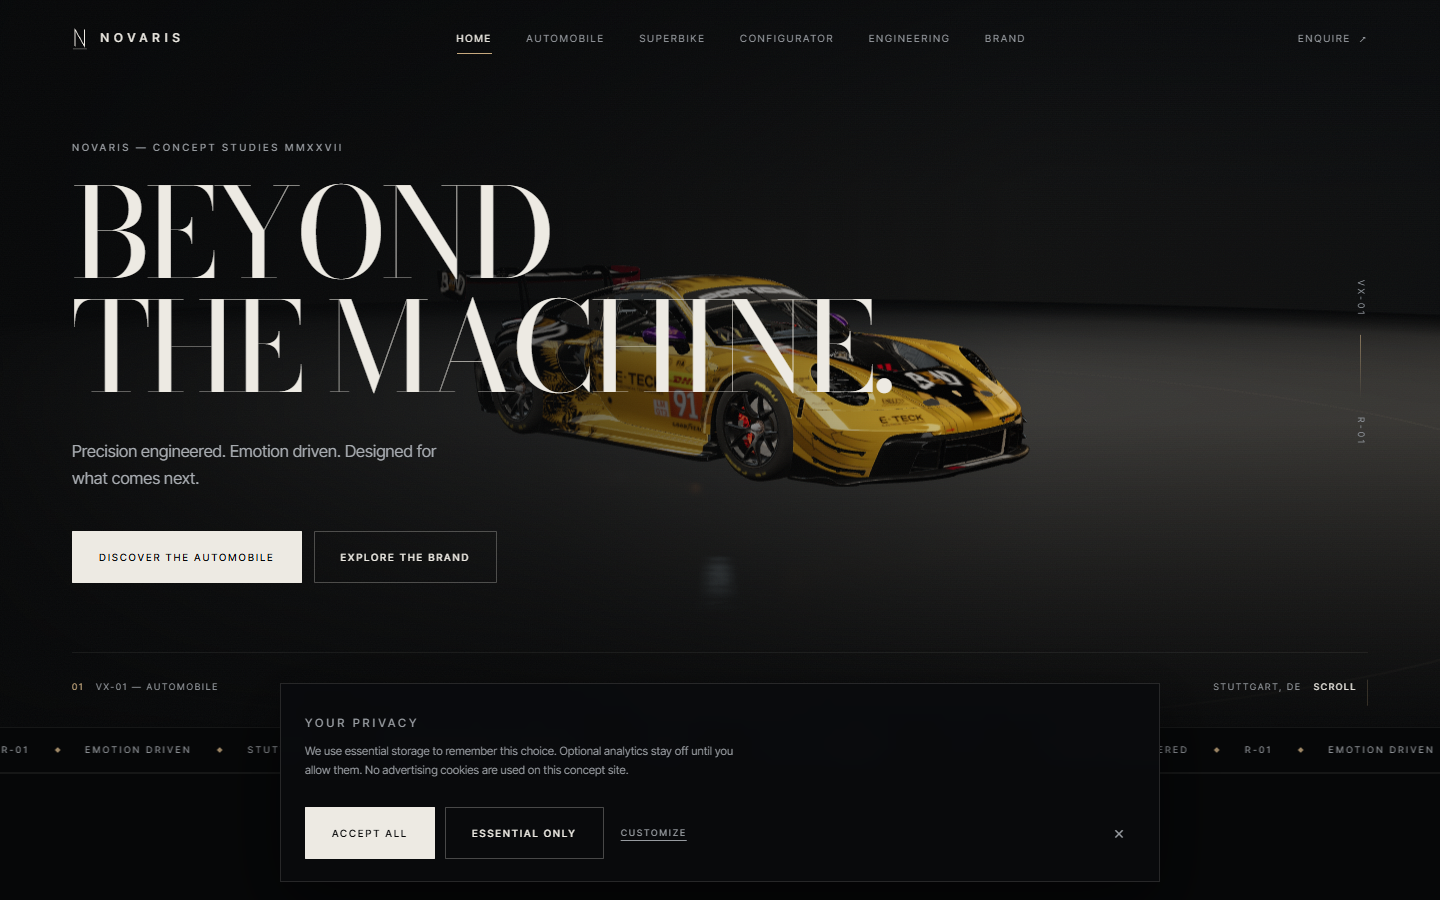 NOVARIS
HOME
AUTOMOBILE
SUPERBIKE
CONFIGURATOR
ENGINEERING
BRAND
ENQUIRE ↗
NOVARIS — CONCEPT STUDIES MMXXVII
BEYOND
THE MACHINE.
E·TECK
91
E·TECK
VX-01
R-01
Precision engineered. Emotion driven. Designed for
what comes next.
DISCOVER THE AUTOMOBILE
EXPLORE THE BRAND
01 VX-01 — AUTOMOBILE
STUTTGART, DE SCROLL
R-01 ◆ EMOTION DRIVEN ◆ STUT
ERED ◆ R-01 ◆ EMOTION DRIVEN
YOUR PRIVACY
We use essential storage to remember this choice. Optional analytics stay off until you
allow them. No advertising cookies are used on this concept site.
ACCEPT ALL
ESSENTIAL ONLY
CUSTOMIZE
✕